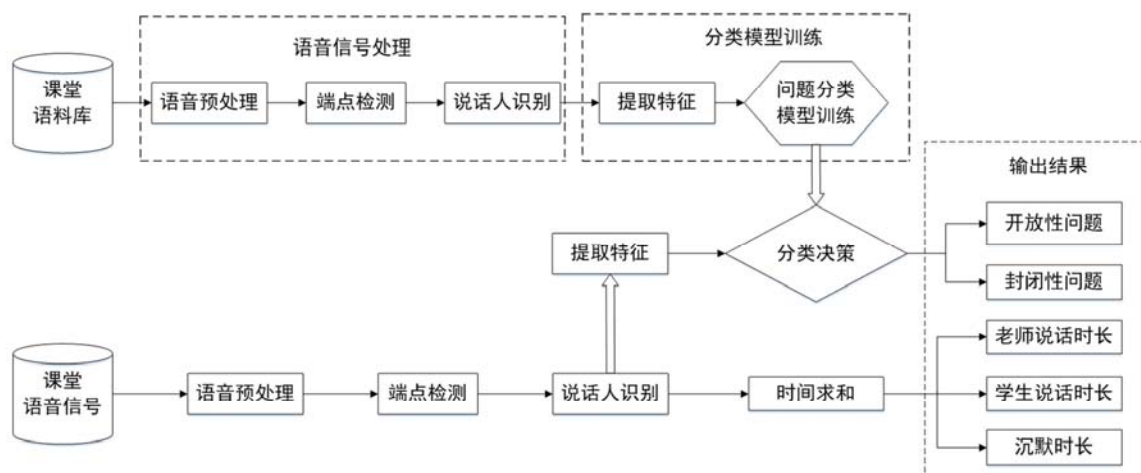 语音信号处理
分类模型训练
课堂
语料库
语音预处理
端点检测
说话人识别
提取特征
问题分类
模型训练
输出结果
提取特征
分类决策
开放性问题
封闭性问题
课堂
语音信号
语音预处理
端点检测
说话人识别
时间求和
老师说话时长
学生说话时长
沉默时长